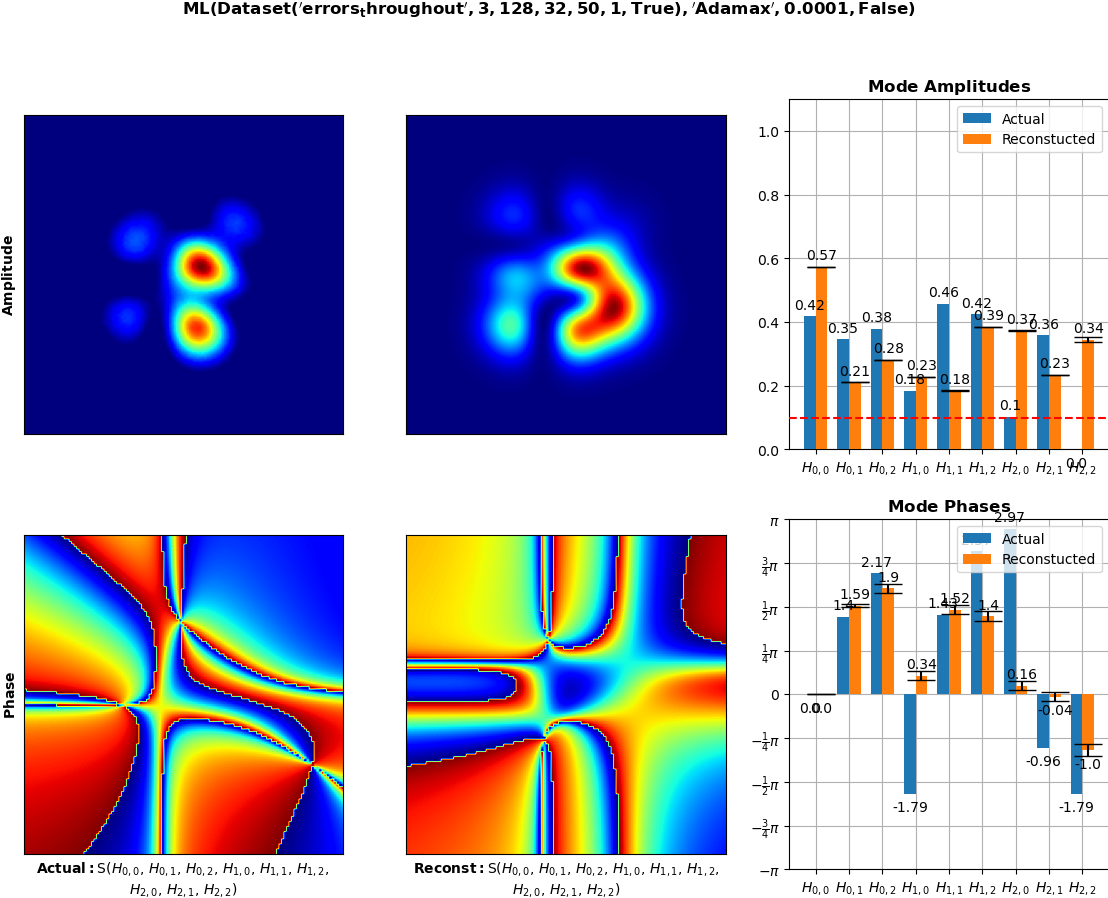 ML(Dataset('errors_throughout', 3, 128, 32, 50, 1, True), 'Adamax', 0.0001, False)
Amplitude
Mode Amplitudes
Actual
Reconstucted
1.0
0.8
0.6
0.4
0.2
0.0
0.42
0.57
0.35
0.21
0.38
0.28
0.18
0.23
0.46
0.18
0.42
0.39
0.1
0.37
0.36
0.23
0.0
0.34
H0,0 H0,1 H0,2 H1,0 H1,1 H1,2 H2,0 H2,1 H2,2
Phase
Actual: S(H0,0, H0,1, H0,2, H1,0, H1,1, H1,2,
H2,0, H2,1, H2,2)
Reconst: S(H0,0, H0,1, H0,2, H1,0, H1,1, H1,2,
H2,0, H2,1, H2,2)
Mode Phases
Actual
Reconstucted
π
3/4π
1/2π
1/4π
0
−1/4π
−1/2π
−3/4π
−π
0.0
0.0
1.4
1.59
2.17
1.9
-1.79
0.34
1.52
1.4
2.97
0.16
-0.96
-0.04
-1.79
-1.0
H0,0 H0,1 H0,2 H1,0 H1,1 H1,2 H2,0 H2,1 H2,2